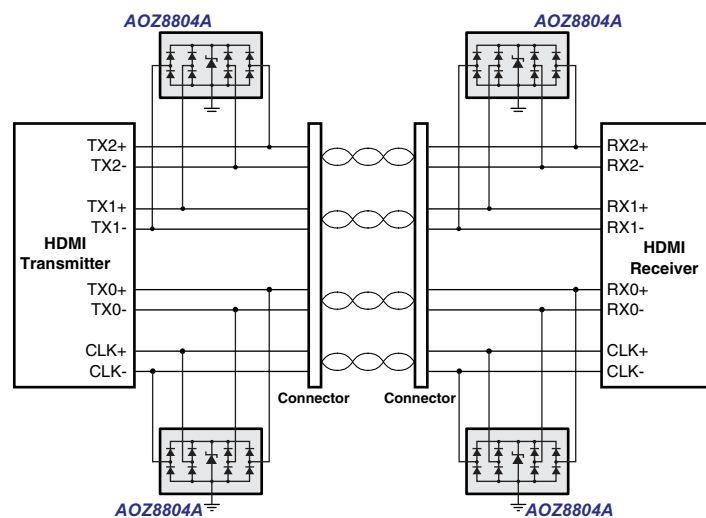 AOZ8804A
AOZ8804A
TX2+
TX2-
TX1+
TX1-
HDMI
Transmitter
TX0+
TX0-
CLK+
CLK-
RX2+
RX2-
RX1+
RX1-
HDMI
Receiver
RX0+
RX0-
CLK+
CLK-
Connector
Connector
AOZ8804A
AOZ8804A